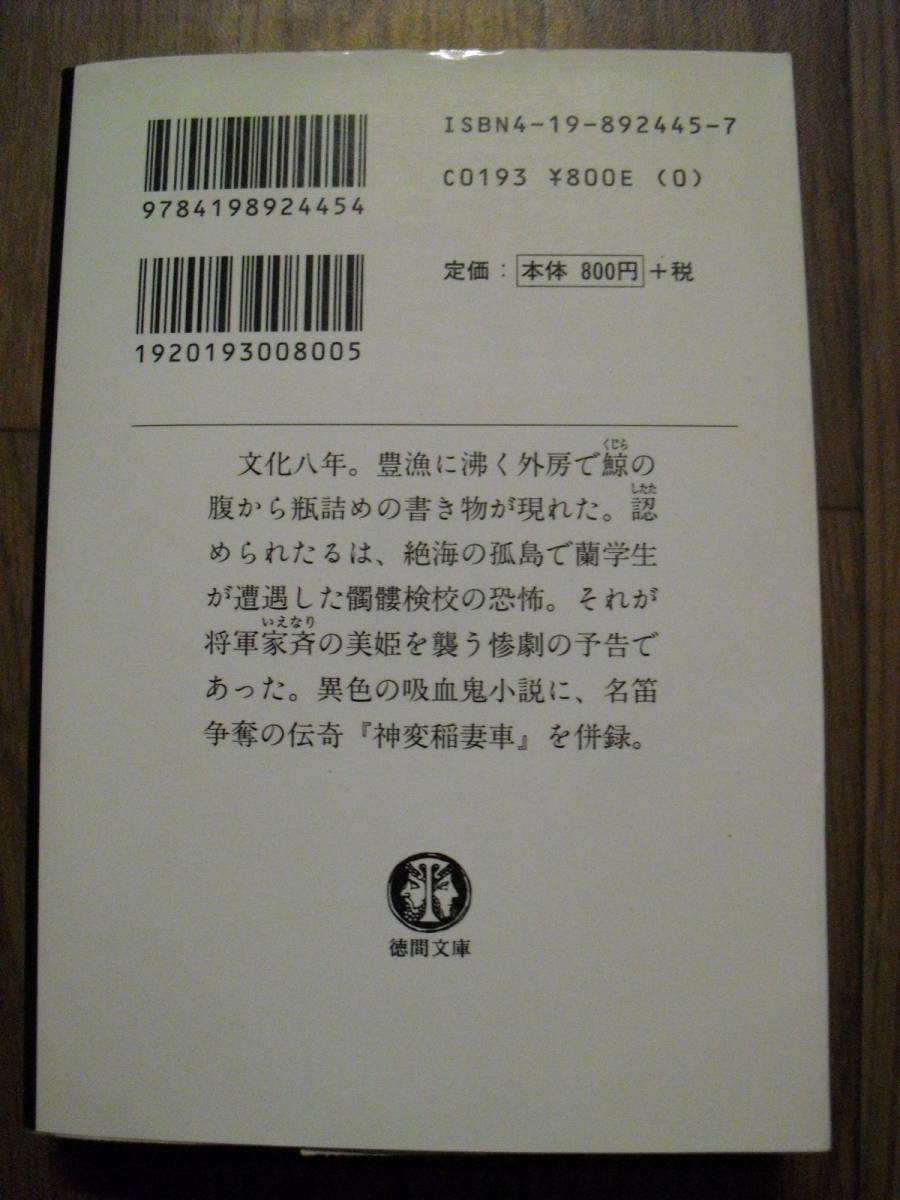 ISBN4-19-892445-7
C0193 ¥800E (0)
9784198924454
定価：本体 800円＋税
1920193008005
文化八年。豊漁に沸く外房で鯨の
くじら
腹から瓶詰めの書き物が現れた。認
したた
められたるは、絶海の孤島で蘭学生
が遭遇した髑髏検校の恐怖。それが
将軍家斉の美姫を襲う惨劇の予告で
いえなり
あった。異色の吸血鬼小説に、名笛
争奪の伝奇『神変稲妻車』を併録。
徳間文庫